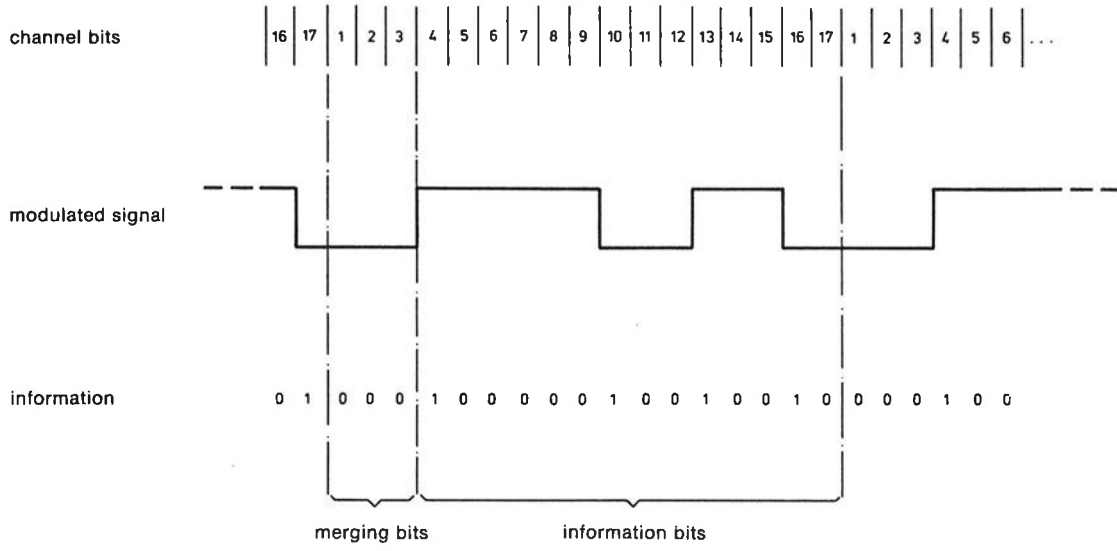 channel bits 16 17 1 2 3 4 5 6 7 8 9 10 11 12 13 14 15 16 17 1 2 3 4 5 6 ...
modulated signal
information 0 1 0 0 0 1 0 0 0 0 0 1 0 0 1 0 0 1 0 0 0 0 1 0 0
merging bits information bits